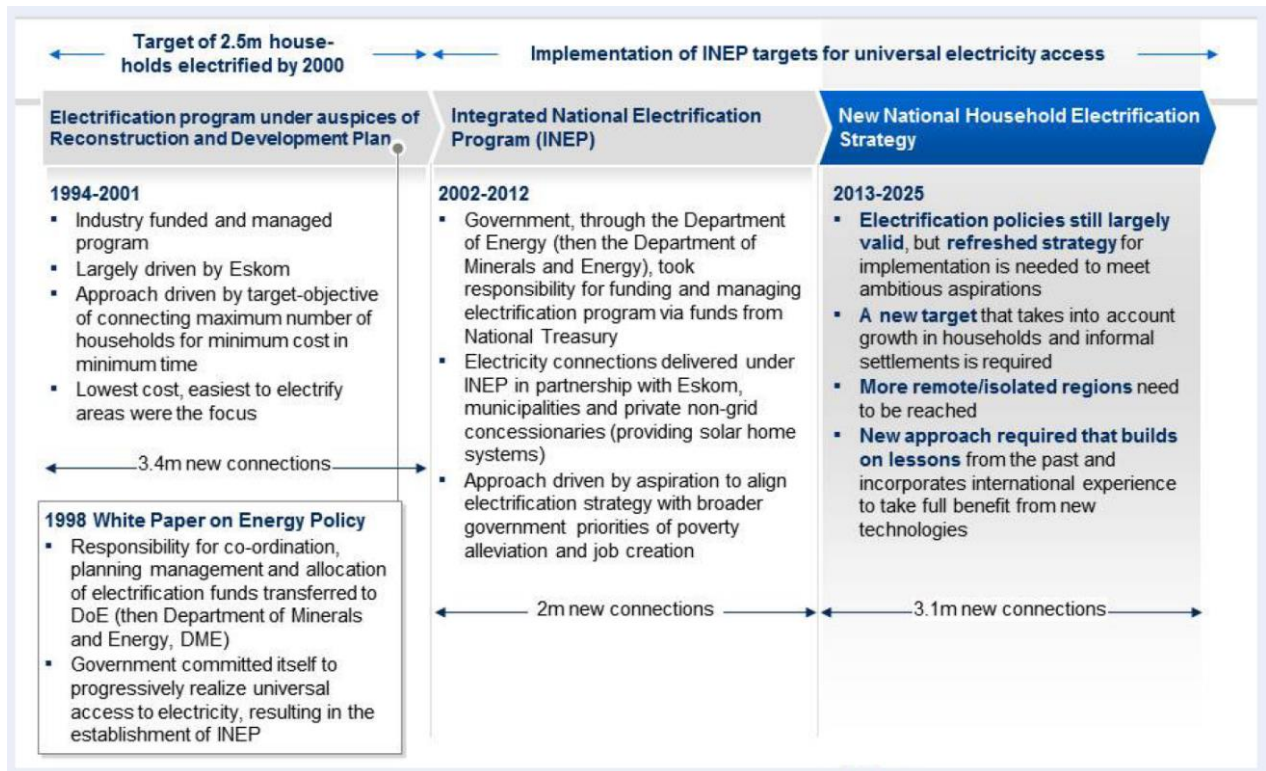 Target of 2.5m house-
holds electrified by 2000
Implementation of INEP targets for universal electricity access
Electrification program under auspices of
Reconstruction and Development Plan
1994-2001
▪ Industry funded and managed
program
▪ Largely driven by Eskom
▪ Approach driven by target-objective
of connecting maximum number of
households for minimum cost in
minimum time
▪ Lowest cost, easiest to electrify
areas were the focus
3.4m new connections
1998 White Paper on Energy Policy
▪ Responsibility for co-ordination,
planning management and allocation
of electrification funds transferred to
DoE (then Department of Minerals
and Energy, DME)
▪ Government committed itself to
progressively realize universal
access to electricity, resulting in the
establishment of INEP
Integrated National Electrification
Program (INEP)
2002-2012
▪ Government, through the Department
of Energy (then the Department of
Minerals and Energy), took
responsibility for funding and managing
electrification program via funds from
National Treasury
▪ Electricity connections delivered under
INEP in partnership with Eskom,
municipalities and private non-grid
concessionaries (providing solar home
systems)
▪ Approach driven by aspiration to align
electrification strategy with broader
government priorities of poverty
alleviation and job creation
2m new connections
New National Household Electrification
Strategy
2013-2025
▪ Electrification policies still largely
valid, but refreshed strategy for
implementation is needed to meet
ambitious aspirations
▪ A new target that takes into account
growth in households and informal
settlements is required
▪ More remote/isolated regions need
to be reached
▪ New approach required that builds
on lessons from the past and
incorporates international experience
to take full benefit from new
technologies
3.1m new connections